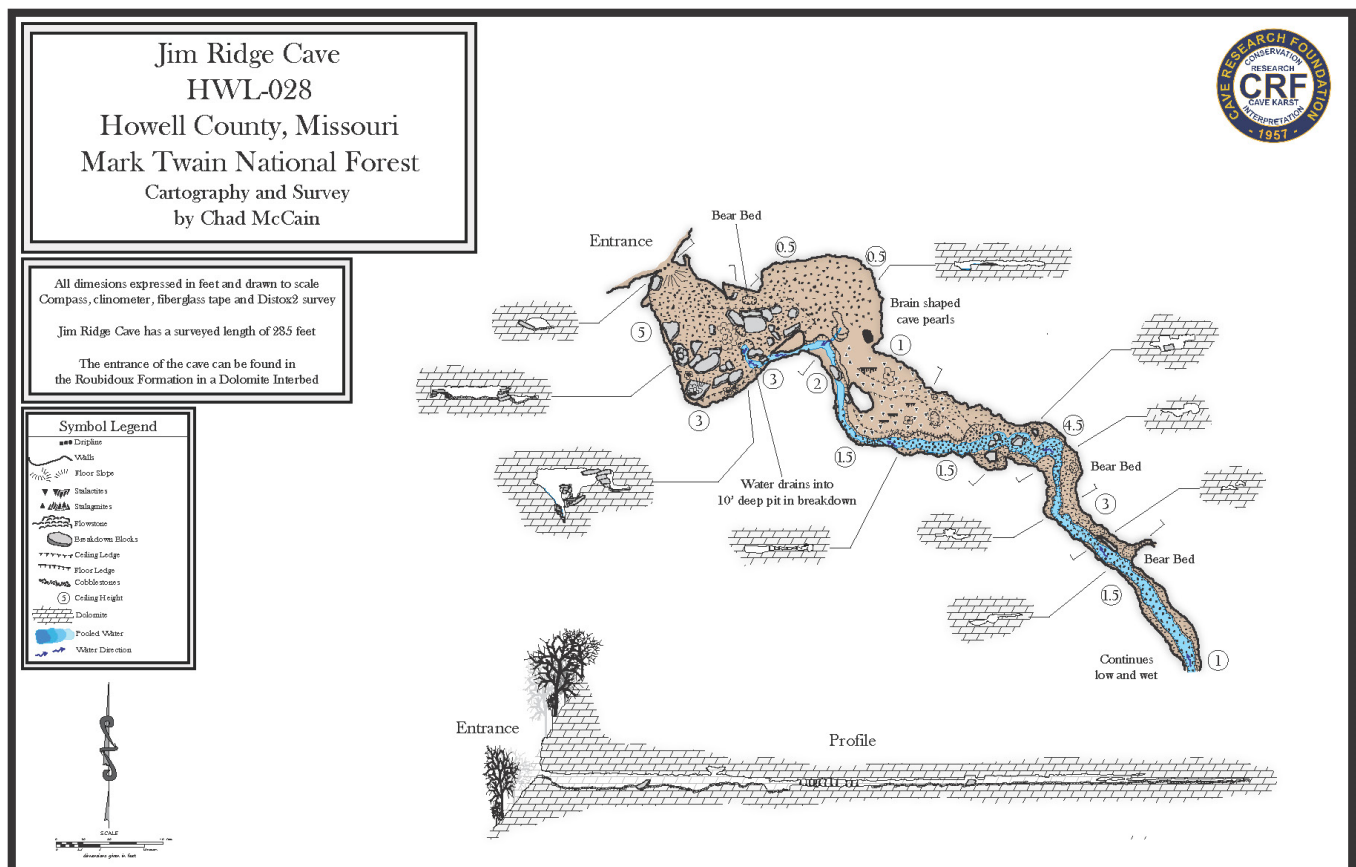 Jim Ridge Cave
HWL-028
Howell County, Missouri
Mark Twain National Forest
Cartography and Survey
by Chad McCain
All dimesions expressed in feet and drawn to scale
Compass, clinometer, fiberglass tape and Distox2 survey
Jim Ridge Cave has a surveyed length of 285 feet
The entrance of the cave can be found in
the Roubidoux Formation in a Dolomite Interbed
Symbol Legend
Dripline
Walls
Floor Slope
Stalactites
Stalagmites
Flowstone
Breakdown Blocks
Ceiling Ledge
Floor Ledge
Cobblestones
5 Ceiling Height
Dolomite
Pooled Water
Water Direction
SCALE
dimensions given in feet
CAVE RESEARCH FOUNDATION
CONSERVATION
RESEARCH
CRF
CAVE KARST
INTERPRETATION
- 1957 -
Bear Bed
Entrance
0.5
0.5
Brain shaped
cave pearls
5
1
3
2
3
4.5
1.5
1.5
Bear Bed
Water drains into
10' deep pit in breakdown
3
Bear Bed
1.5
Continues
low and wet
1
Entrance
Profile